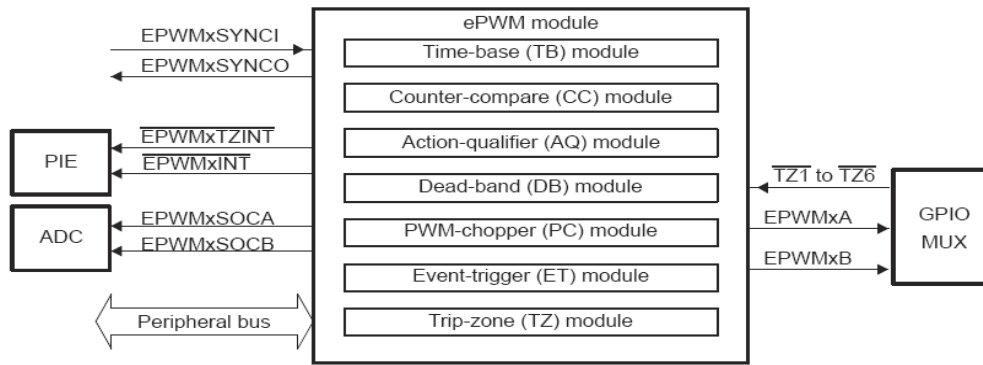 ePWM module
EPWMxSYNCI
Time-base (TB) module
EPWMxSYNCO
Counter-compare (CC) module
EPWMxTZINT
Action-qualifier (AQ) module
PIE
EPWMxINT
TZ1 to TZ6
Dead-band (DB) module
EPWMxSOCA
EPWMxA
GPIO
MUX
ADC
PWM-chopper (PC) module
EPWMxSOCB
EPWMxB
Event-trigger (ET) module
Peripheral bus
Trip-zone (TZ) module